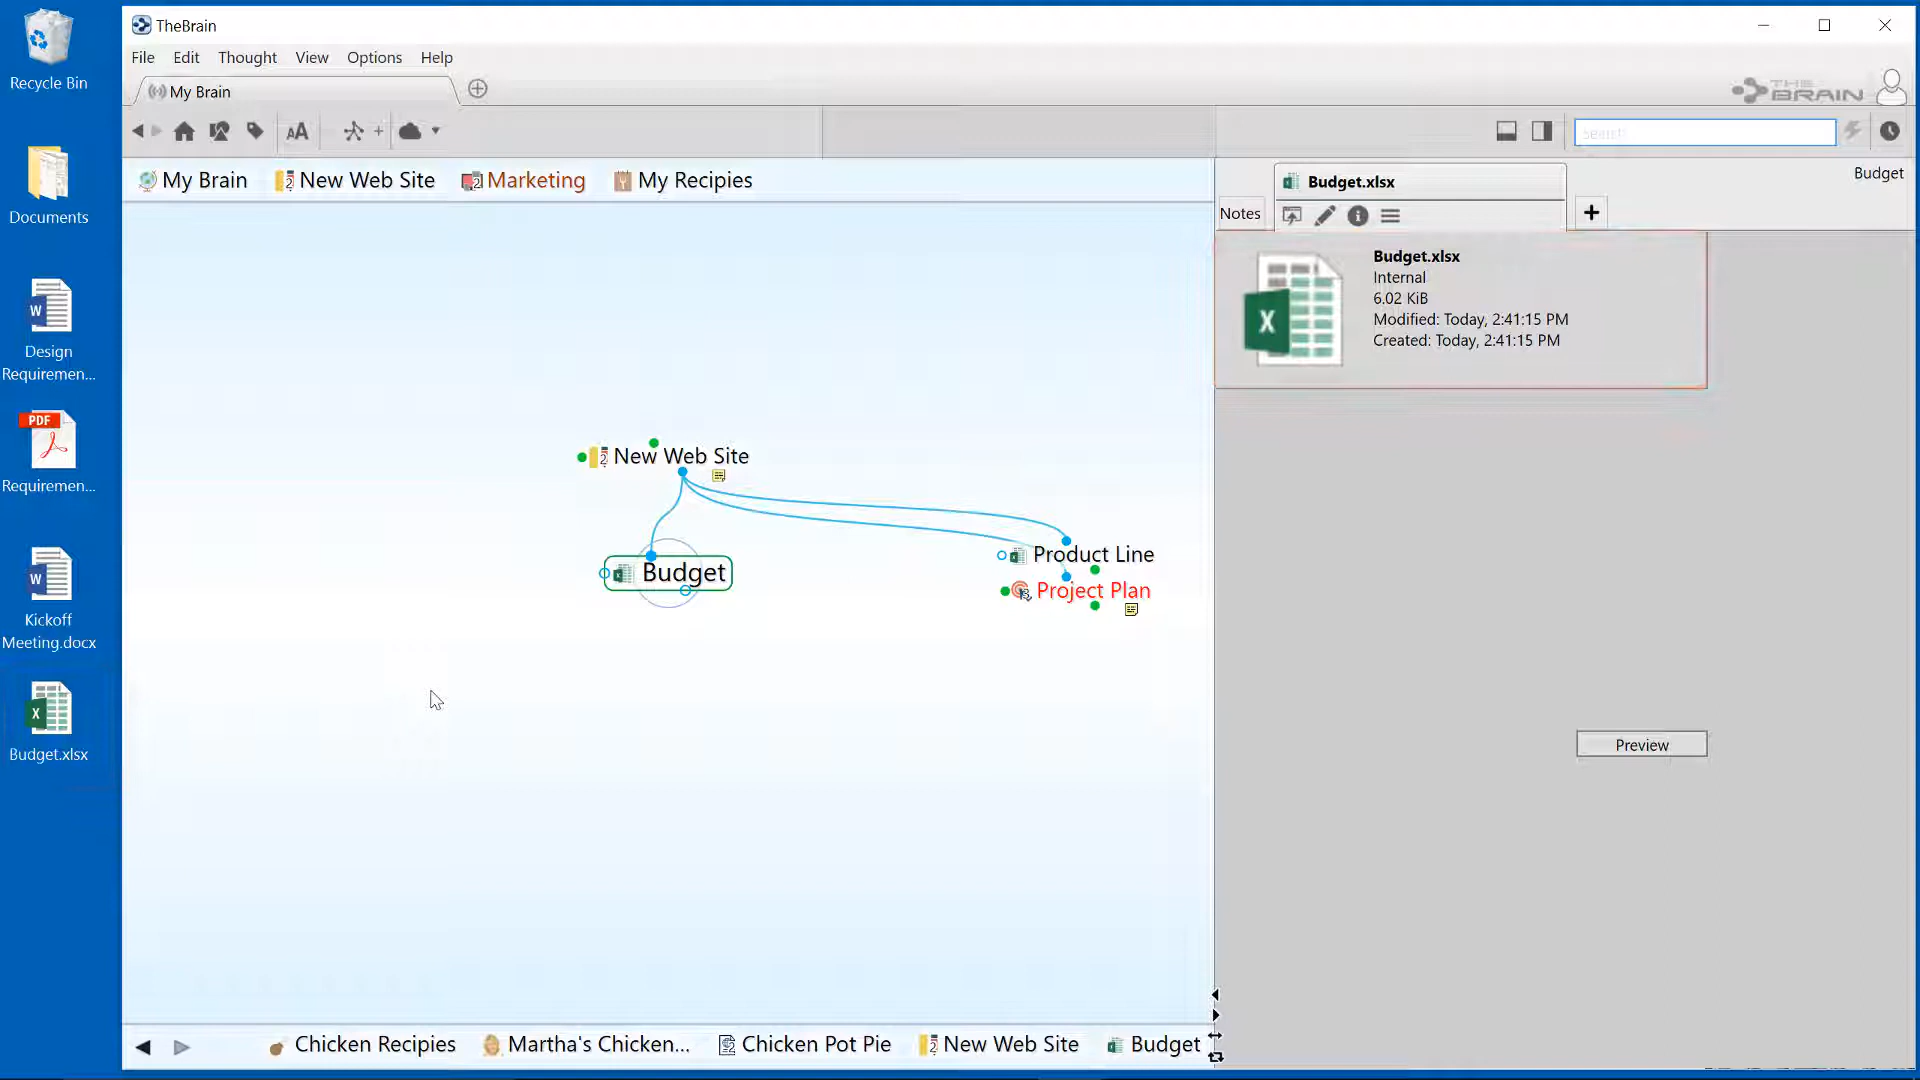 Recycle Bin
Documents
Design
Requiremen...
PDF
Requiremen...
Kickoff
Meeting.docx
Budget.xlsx
TheBrain
File Edit Thought View Options Help
My Brain
THE
BRAIN
AA
Search
My Brain New Web Site Marketing My Recipies
New Web Site
Budget
Product Line
Project Plan
Budget.xlsx
Budget
Notes
Budget.xlsx
Internal
6.02 KiB
Modified: Today, 2:41:15 PM
Created: Today, 2:41:15 PM
Preview
Chicken Recipies Martha's Chicken... Chicken Pot Pie New Web Site Budget